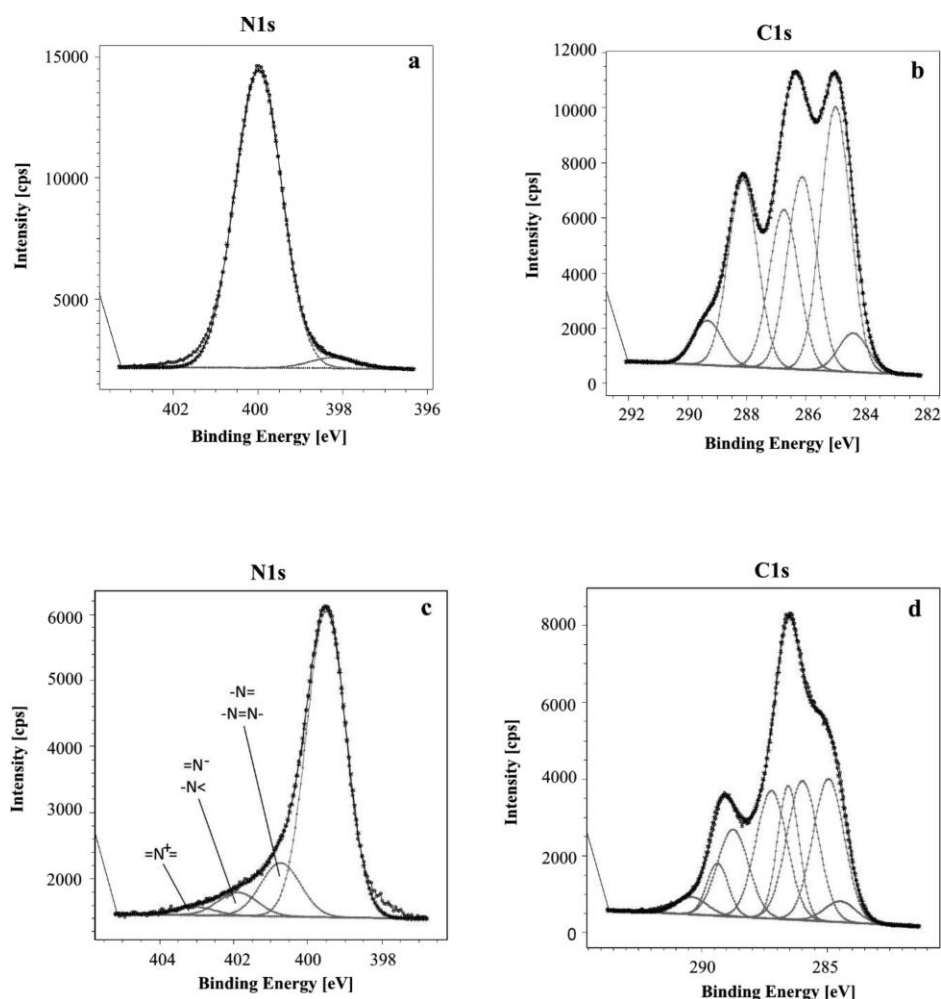 N1s
a
15000
10000
5000
Intensity [cps]
402 400 398 396
Binding Energy [eV]
C1s
b
12000
10000
8000
6000
4000
2000
0
Intensity [cps]
292 290 288 286 284 282
Binding Energy [eV]
N1s
c
6000
4000
3000
2000
Intensity [cps]
-N=
-N=N-
=N⁻
-N<
=N⁺=
404 402 400 398
Binding Energy [eV]
C1s
d
8000
6000
4000
2000
0
Intensity [cps]
290 285
Binding Energy [eV]